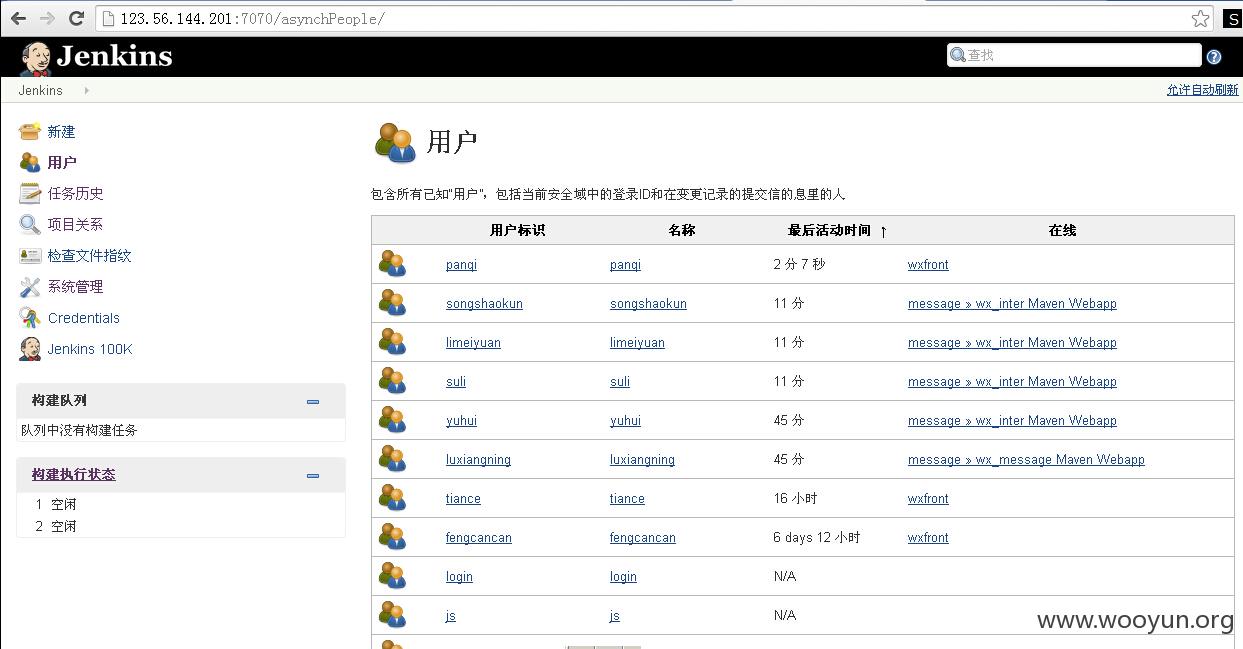 123.56.144.201:7070/asynchPeople/
S
Jenkins
查找
Jenkins
允许自动刷新
新建
用户
任务历史
项目关系
检查文件指纹
系统管理
Credentials
Jenkins 100K
构建队列
队列中没有构建任务
构建执行状态
1 空闲
2 空闲
用户
包含所有已知"用户"，包括当前安全域中的登录ID和在变更记录的提交信的息里的人
用户标识 名称 最后活动时间 ↑ 在线
panqi panqi 2 分 7 秒 wxfront
songshaokun songshaokun 11 分 message » wx_inter Maven Webapp
limeiyuan limeiyuan 11 分 message » wx_inter Maven Webapp
suli suli 11 分 message » wx_inter Maven Webapp
yuhui yuhui 45 分 message » wx_inter Maven Webapp
luxiangning luxiangning 45 分 message » wx_message Maven Webapp
tiance tiance 16 小时 wxfront
fengcancan fengcancan 6 days 12 小时 wxfront
login login N/A
js js N/A
www.wooyun.org